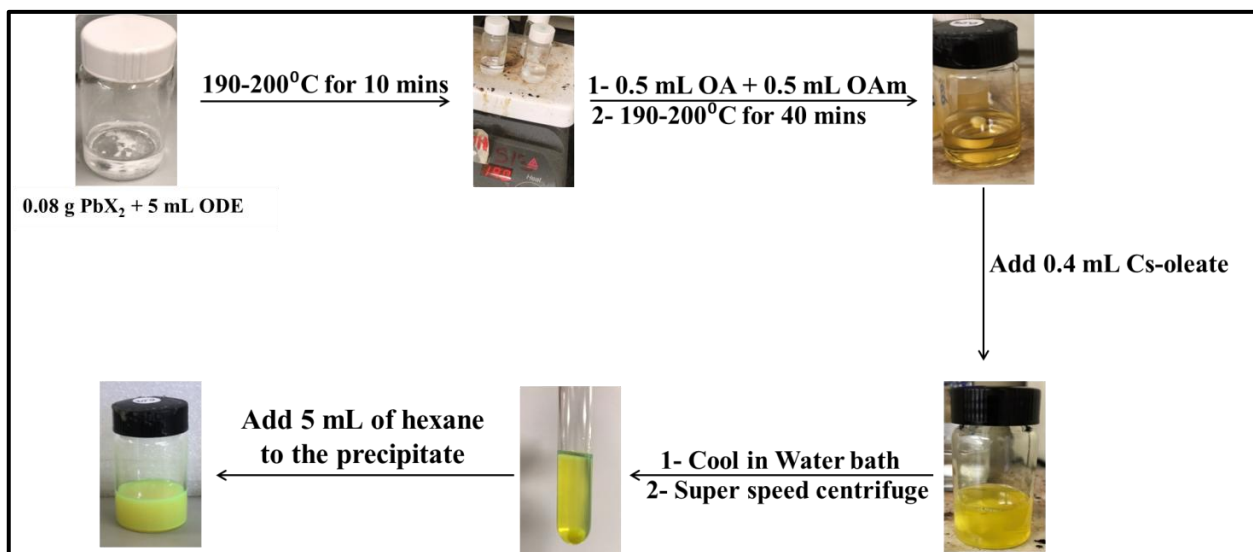 190-200⁰C for 10 mins
1- 0.5 mL OA + 0.5 mL OAm
2- 190-200⁰C for 40 mins
0.08 g PbX₂ + 5 mL ODE
Add 0.4 mL Cs-oleate
Add 5 mL of hexane
to the precipitate
1- Cool in Water bath
2- Super speed centrifuge